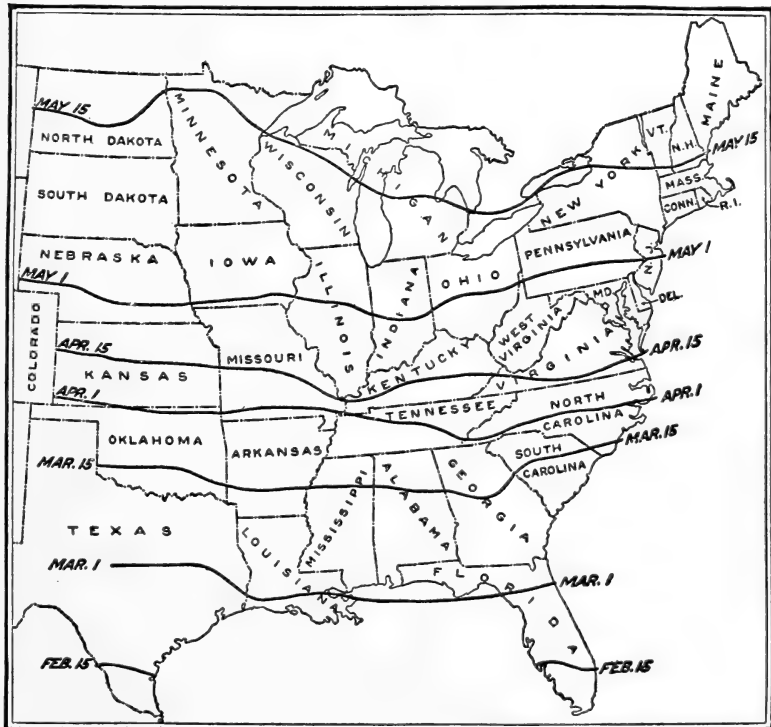 MAINE
MAY 15
MINNESOTA
VT.
N.H.
NORTH DAKOTA
WISCONSIN
MICHIGAN
NEW YORK
MAY 15
MASS.
SOUTH DAKOTA
CONN.
R.I.
NEBRASKA
IOWA
PENNSYLVANIA
N.J.
MAY 1
MAY 1
ILLINOIS
INDIANA
OHIO
MD.
DEL.
COLORADO
WEST
VIRGINIA
VIRGINIA
APR. 15
MISSOURI
KENTUCKY
APR. 15
KANSAS
APR. 1
TENNESSEE
NORTH
CAROLINA
APR. 1
OKLAHOMA
ARKANSAS
MAR. 15
MAR. 15
SOUTH
CAROLINA
MISSISSIPPI
ALABAMA
GEORGIA
TEXAS
LOUISIANA
MAR. 1
FLORIDA
MAR. 1
FEB. 15
FEB. 15